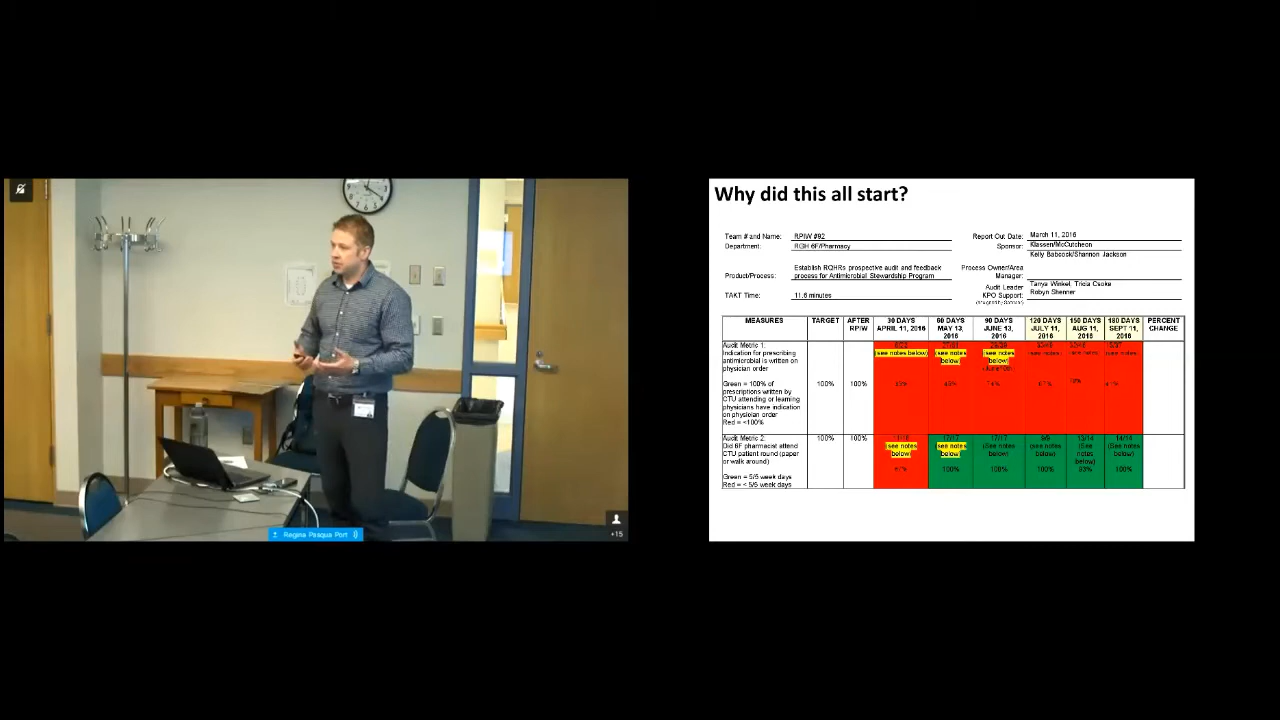 Why did this all start?
Team # and Name: RPIW #92
Report Out Date: March 11, 2016
Department: RGH 6F/Pharmacy
Sponsor: Klassen/McCutcheon
Kelly Babcock/Shannon Jackson
Product/Process: Establish RQHRs prospective audit and feedback
process for Antimicrobial Stewardship Program
Process Owner/Area
Manager:
Audit Leader Tanya Winkel, Tricia Csoke
TAKT Time: 11.6 minutes
KPO Support: Robyn Shenner
MEASURES
TARGET
AFTER
RPIW
30 DAYS
APRIL 11, 2016
60 DAYS
MAY 13,
2016
90 DAYS
JUNE 13,
2016
120 DAYS
JULY 11,
2016
150 DAYS
AUG 11,
2016
180 DAYS
SEPT 11,
2016
PERCENT
CHANGE
Audit Metric 1:
Indication for prescribing
antimicrobial is written on
physician order
Green = 100% of
prescriptions written by
CTU attending or learning
physicians have indication
on physician order
Red = <100%
100%
100%
(see notes below)
(see notes
below)
(see notes
below)
(see notes)
(see notes
(see notes
Audit Metric 2:
Did 6F pharmacist attend
CTU patient round (paper
or walk around)
Green = 5/5 week days
Red = < 5/5 week days
100%
100%
(see notes
below)
17/17
(see notes
below)
100%
17/17
(See notes
below)
100%
9/9
(see notes
below)
100%
13/14
(See
notes
below)
93%
14/14
(See notes
below)
100%
Regina Pasqua Port
+15